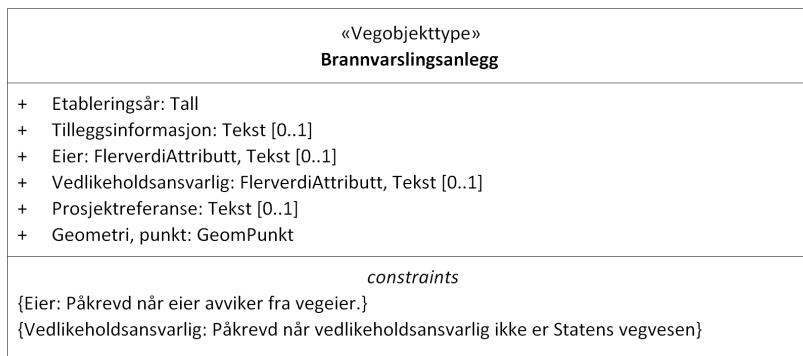 «Vegobjekttype»
Brannvarslingsanlegg
+ Etableringsår: Tall
+ Tilleggsinformasjon: Tekst [0..1]
+ Eier: FlerverdiAttributt, Tekst [0..1]
+ Vedlikeholdsansvarlig: FlerverdiAttributt, Tekst [0..1]
+ Prosjektreferanse: Tekst [0..1]
+ Geometri, punkt: GeomPunkt
constraints
{Eier: Påkrevd når eier avviker fra vegeier.}
{Vedlikeholdsansvarlig: Påkrevd når vedlikeholdsansvarlig ikke er Statens vegvesen}